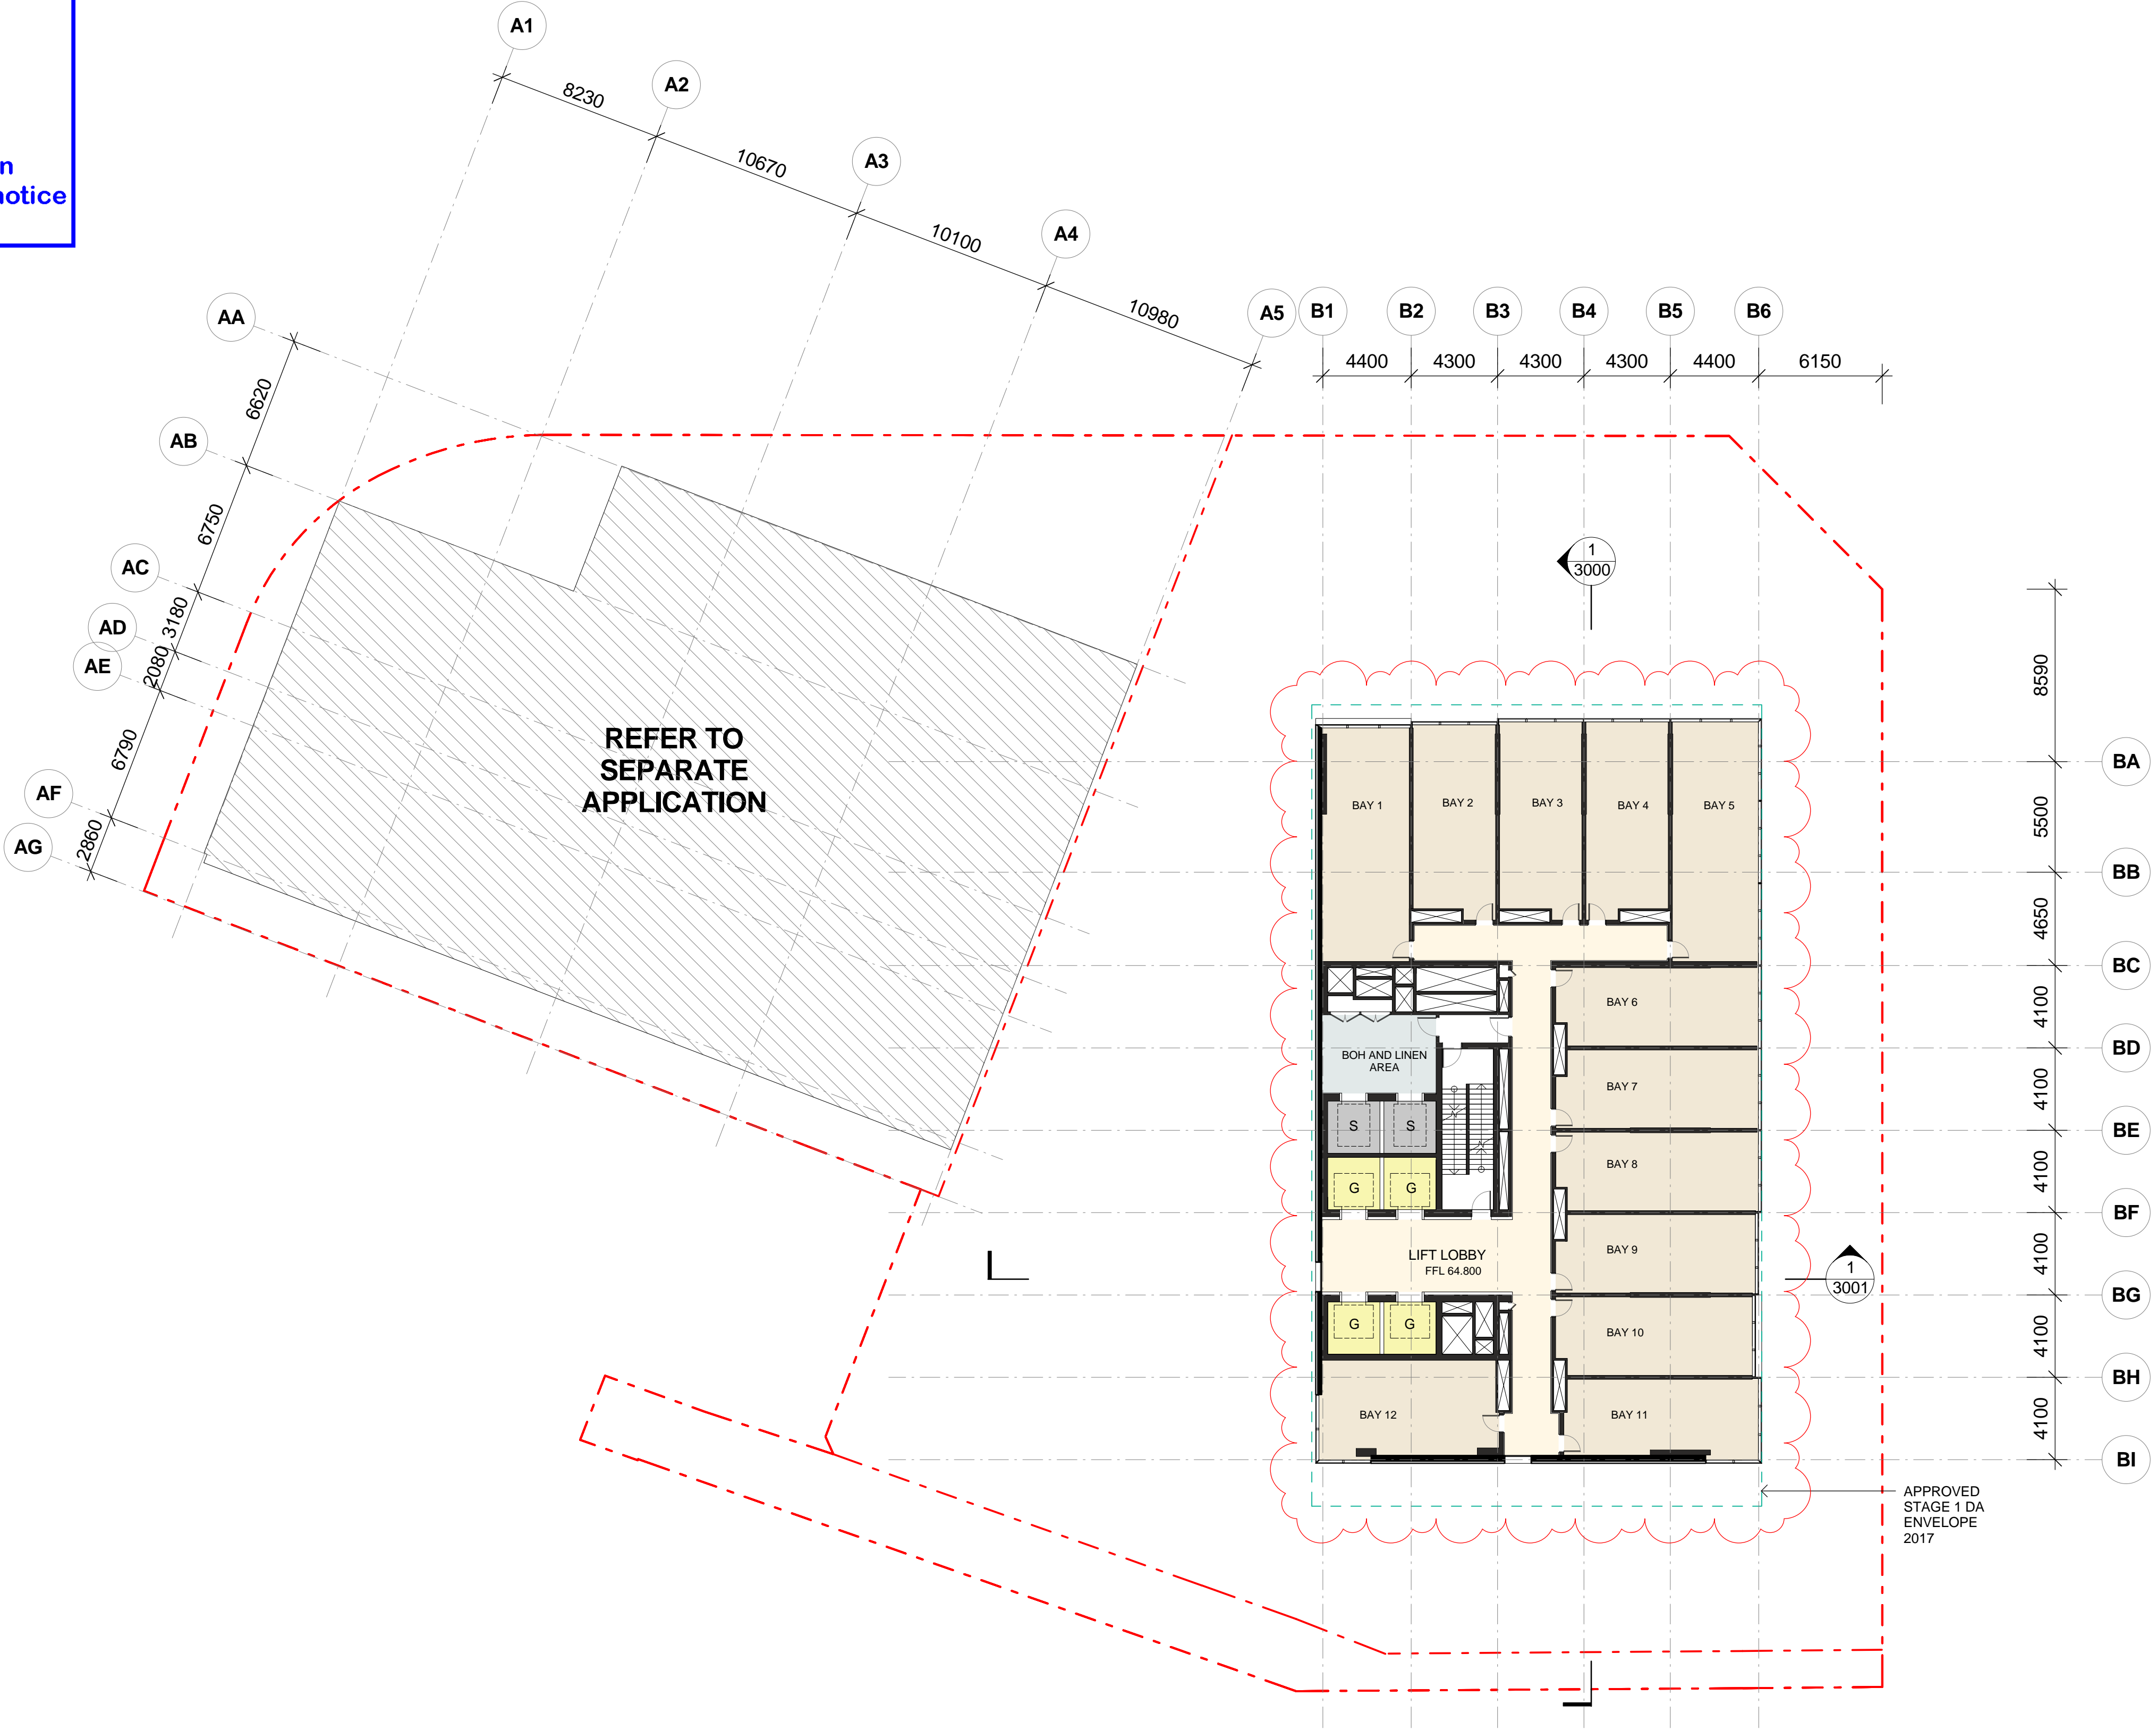 n
notice
A1
A2
A3
A4
A5
8230
10670
10100
10980
AA
AB
AC
AD
AE
AF
AG
6620
6750
3180
2080
6790
2860
B1
B2
B3
B4
B5
B6
4400
4300
4300
4300
4400
6150
1
3000
REFER TO
SEPARATE
APPLICATION
BAY 1
BAY 2
BAY 3
BAY 4
BAY 5
BAY 6
BAY 7
BAY 8
BAY 9
BAY 10
BAY 11
BAY 12
BOH AND LINEN
AREA
S
S
G
G
LIFT LOBBY
FFL 64.800
G
G
1
3001
8590
5500
4650
4100
4100
4100
4100
4100
4100
BA
BB
BC
BD
BE
BF
BG
BH
BI
APPROVED
STAGE 1 DA
ENVELOPE
2017